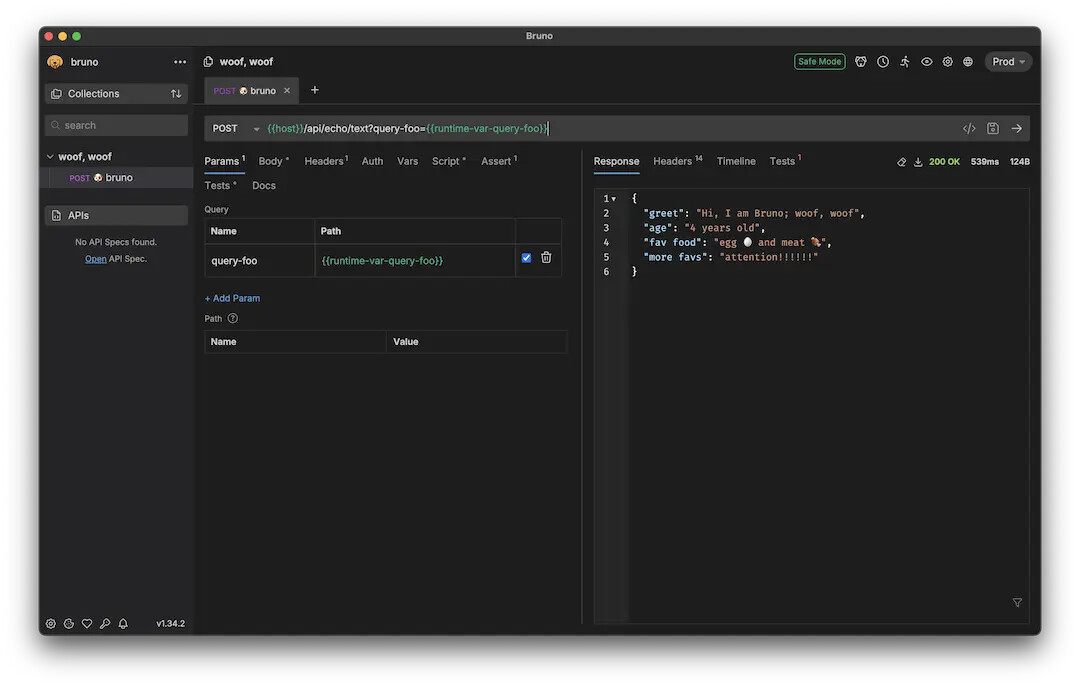 Bruno
bruno
woof, woof
Safe Mode
Prod
Collections
POST 🐶 bruno
search
POST {{host}}/api/echo/text?query-foo={{runtime-var-query-foo}}
woof, woof
POST 🐶 bruno
APIs
No API Specs found.
Open API Spec.
Params 1 Body Headers 1 Auth Vars Script Assert 1
Tests Docs
Query
Name Path
query-foo {{runtime-var-query-foo}}
+ Add Param
Path
Name Value
Response Headers 14 Timeline Tests 1 200 OK 539ms 124B
1 {
2 "greet": "Hi, I am Bruno; woof, woof",
3 "age": "4 years old",
4 "fav food": "egg 🥚 and meat 🍖",
5 "more favs": "attention!!!!!!"
6 }
v1.34.2